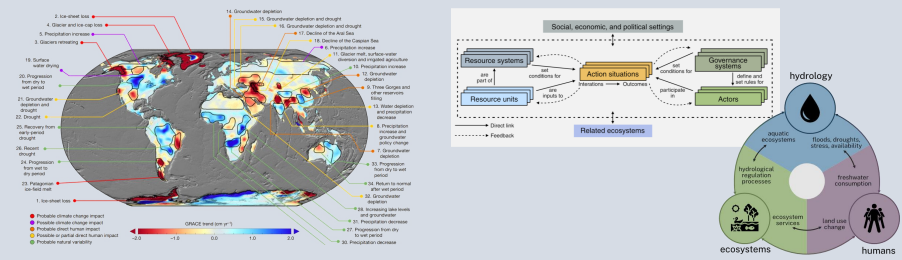 2. Ice-sheet loss
4. Glacier and ice-cap loss
5. Precipitation increase
3. Glaciers retreating
19. Surface
water drying
20. Progression
from dry to
wet period
21. Groundwater
depletion and
drought
22. Drought
25. Recovery from
early-period
drought
26. Recent
drought
24. Progression
from wet to
dry period
23. Patagonian
ice-field melt
1. Ice-sheet loss
14. Groundwater depletion
15. Groundwater depletion and drought
16. Groundwater depletion and drought
17. Decline of the Aral Sea
18. Decline of the Caspian Sea
6. Precipitation increase
11. Glacier melt, surface-water
diversion and irrigated agriculture
10. Precipitation increase
12. Groundwater
depletion
9. Three Gorges and
other reservoirs
filling
13. Water depletion
and precipitation
decrease
8. Precipitation
increase and
groundwater
policy change
7. Groundwater
depletion
33. Progression
from dry to wet
period
34. Return to normal
after wet period
32. Groundwater
depletion
29. Increasing lake levels
and groundwater
31. Precipitation decrease
27. Progression from dry
to wet period
30. Precipitation decrease
Probable climate change impact
Possible climate change impact
Probable direct human impact
Possible or partial direct human impact
Probable natural variability
GRACE trend (cm yr⁻¹)
−2.0 −1.0 0.0 1.0 2.0
Social, economic, and political settings
Resource systems
Governance
systems
Action situations
Interactions → Outcomes
Resource units
Actors
are
part of
set
conditions for
are
inputs to
set
conditions for
participate
in
define and
set rules for
Direct link
Feedback
Related ecosystems
hydrology
aquatic
ecosystems
floods, droughts,
stress, availability
hydrological
regulation
processes
freshwater
consumption
ecosystem
services
land use
change
ecosystems
humans